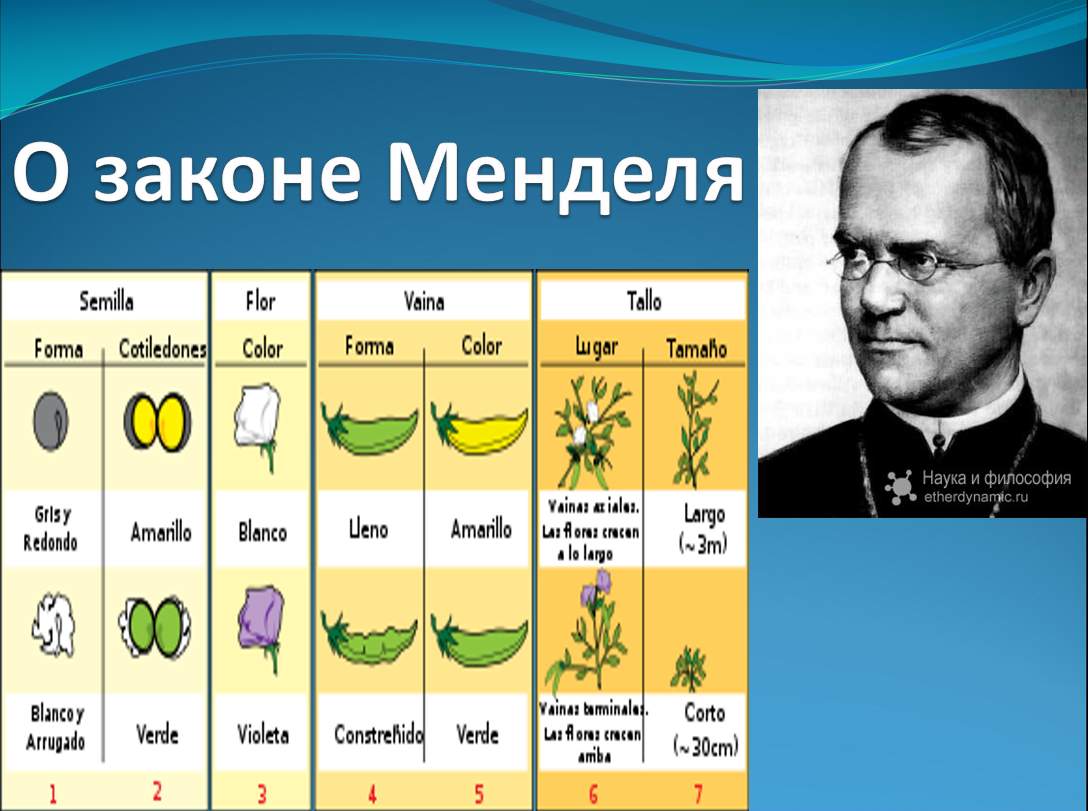 О законе Менделя
Наука и философия
etherdynamic.ru
Semilla
Flor
Vaina
Tallo
Forma
Cotiledones
Color
Forma
Color
Lugar
Tamaño
Gris y
Redondo
Amarillo
Blanco
Lleno
Amarillo
Vainas axiales.
Las flores crecen
a lo largo
Largo
(~3m)
Blanco y
Arrugado
Verde
Violeta
Constreñido
Verde
Vainas terminales.
Las flores crecen
arriba
Corto
(~30cm)
1
2
3
4
5
6
7